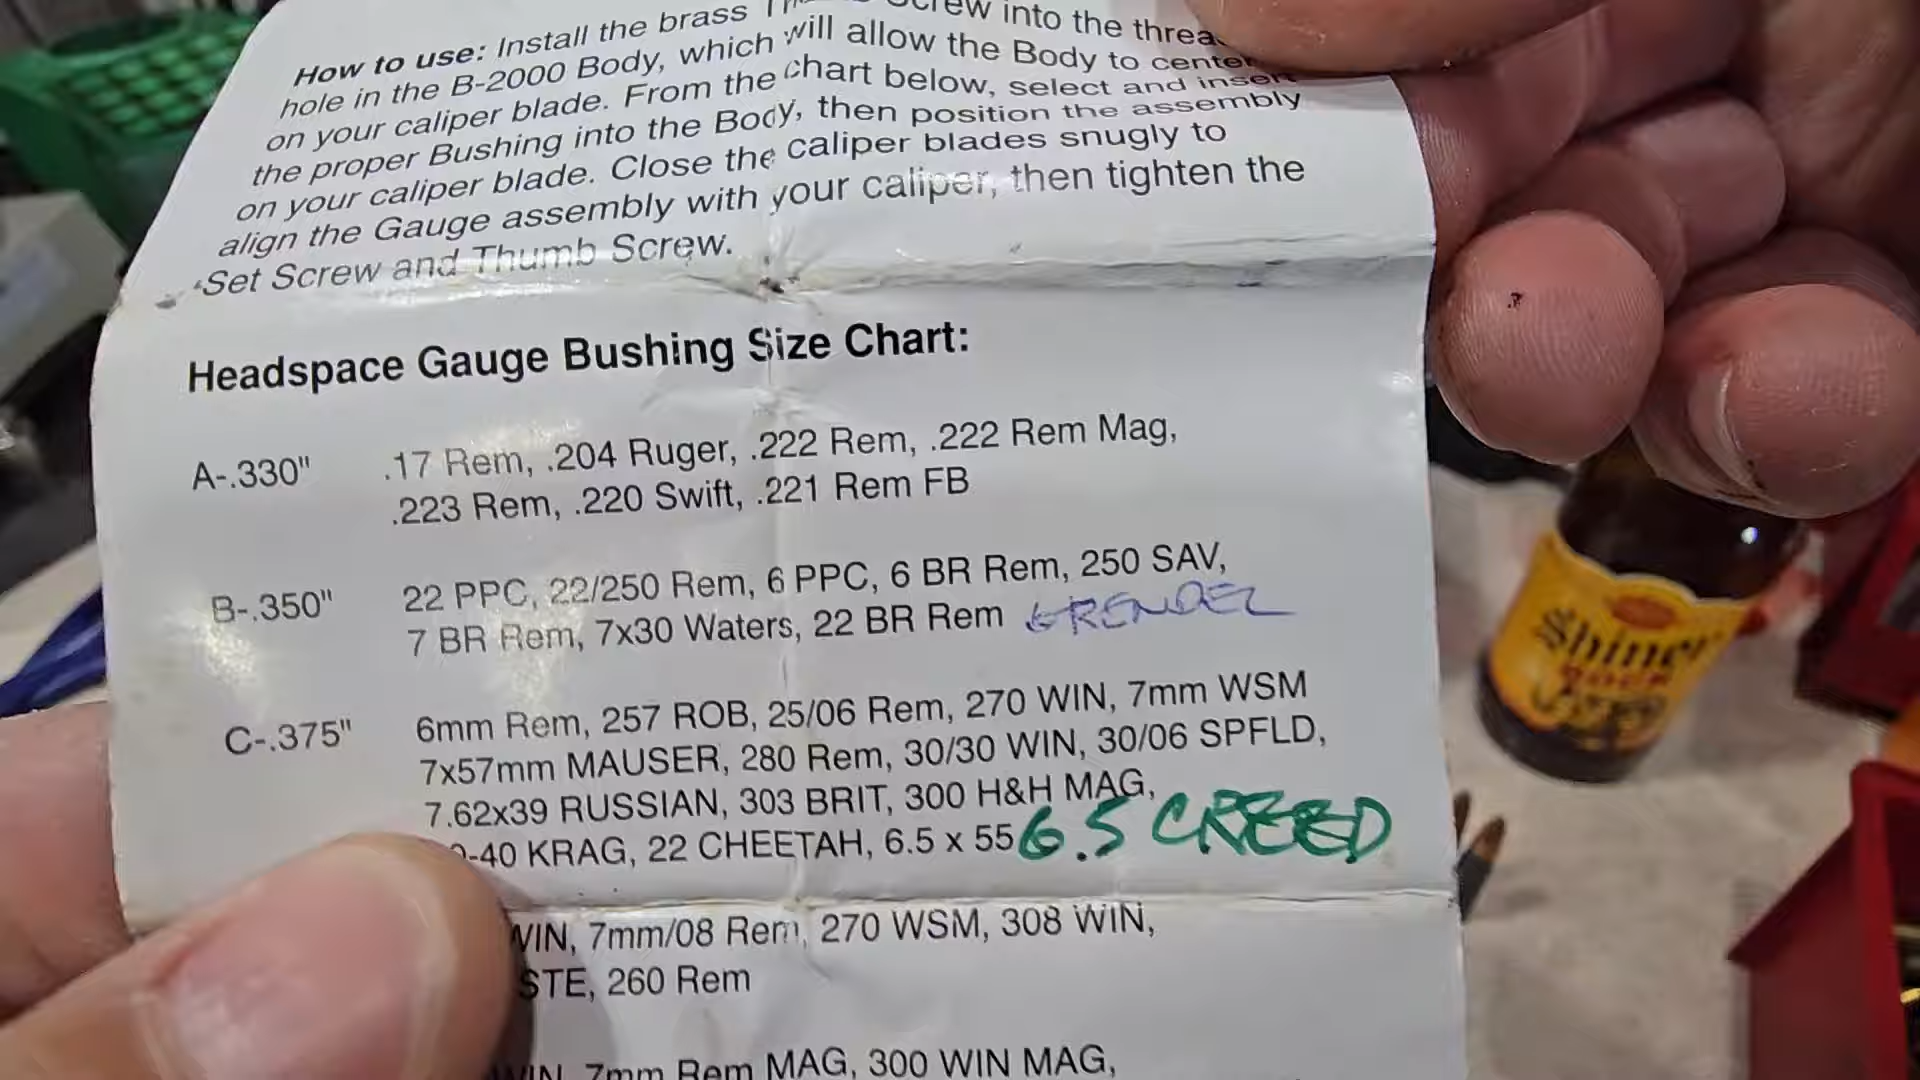 How to use: Install the brass Screw into the
hole in the B-2000 Body, which will allow the Body to center
on your caliper blade. From the chart below, select and insert
the proper Bushing into the Body, then position the assembly
on your caliper blade. Close the caliper blades snugly to
align the Gauge assembly with your caliper, then tighten the
Set Screw and Thumb Screw.
Headspace Gauge Bushing Size Chart:
A-.330" .17 Rem, .204 Ruger, .222 Rem, .222 Rem Mag,
.223 Rem, .220 Swift, .221 Rem FB
B-.350" 22 PPC, 22/250 Rem, 6 PPC, 6 BR Rem, 250 SAV,
7 BR Rem, 7x30 Waters, 22 BR Rem GRENDEL
C-.375" 6mm Rem, 257 ROB, 25/06 Rem, 270 WIN, 7mm WSM
7x57mm MAUSER, 280 Rem, 30/30 WIN, 30/06 SPFLD,
7.62x39 RUSSIAN, 303 BRIT, 300 H&H MAG,
-40 KRAG, 22 CHEETAH, 6.5 x 55 6.5 CREED
WIN, 7mm/08 Rem, 270 WSM, 308 WIN,
STE, 260 Rem
WIN, 7mm Rem MAG, 300 WIN MAG,
Shiner
BOCK